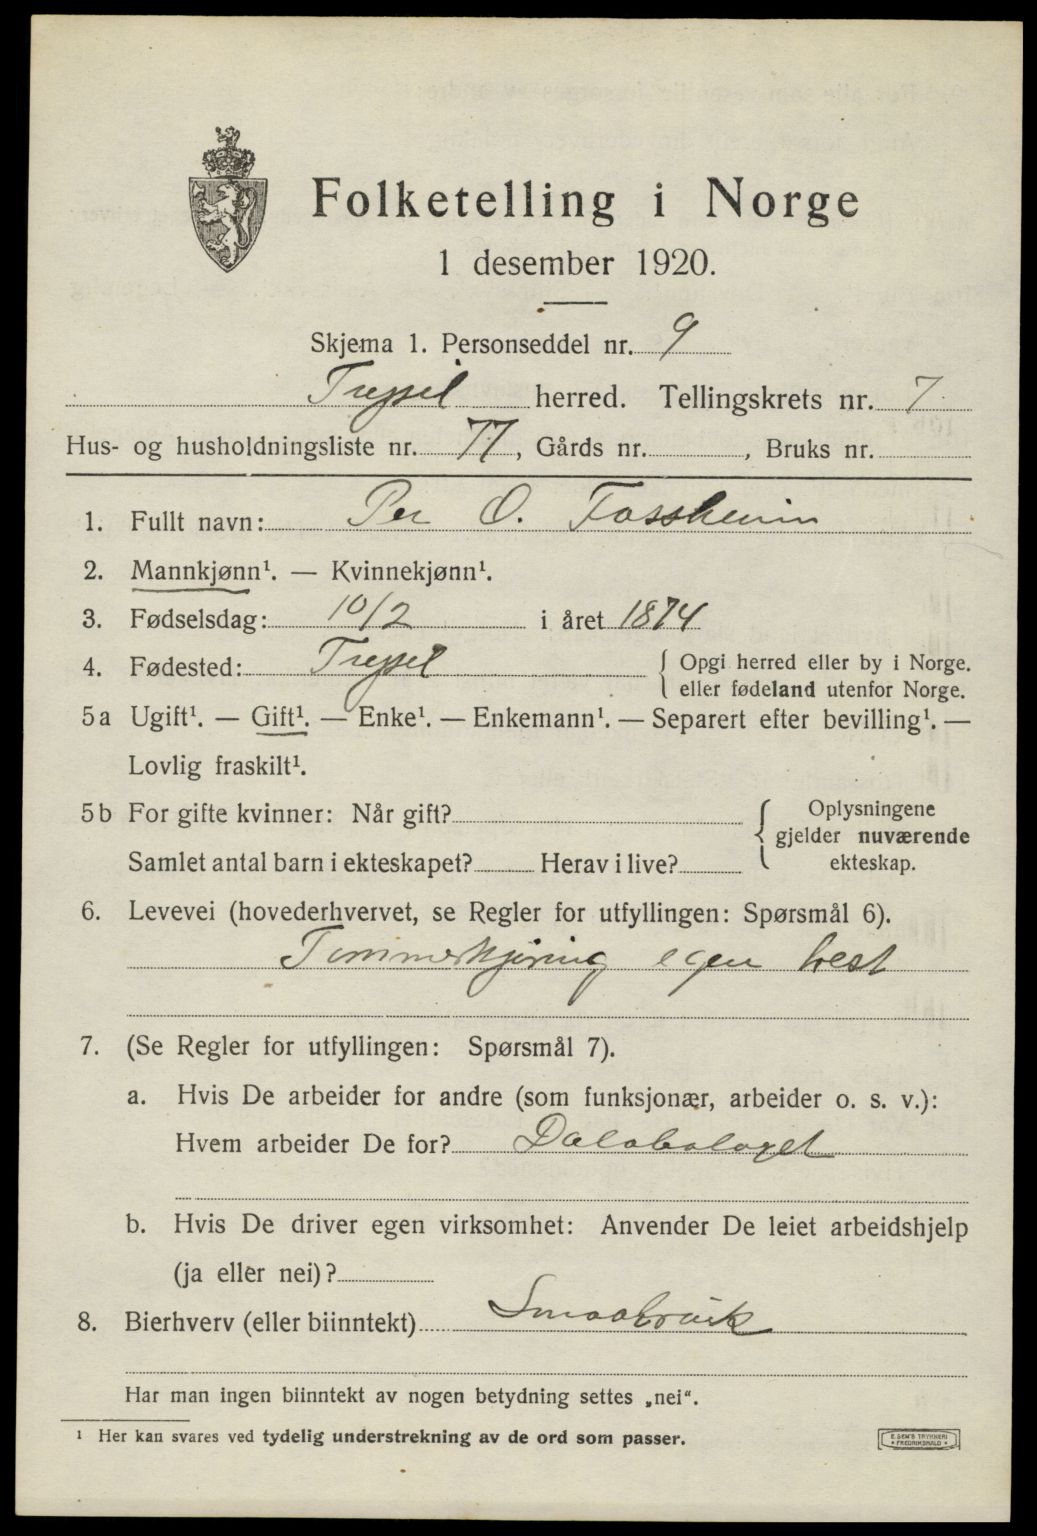 Folketelling i Norge
1 desember 1920.
Skjema 1. Personseddel nr. 9
Trysil herred. Tellingskrets nr. 7
Hus- og husholdningsliste nr. 77, Gårds nr. , Bruks nr.
1. Fullt navn: Per O. Fossheim
2. Mannkjønn¹. — Kvinnekjønn¹.
3. Fødselsdag: 10/2 i året 1874
4. Fødested: Trysil { Opgi herred eller by i Norge.
eller fødeland utenfor Norge.
5a Ugift¹. — Gift¹. — Enke¹. — Enkemann¹. — Separert efter bevilling¹. —
Lovlig fraskilt¹.
5b For gifte kvinner: Når gift? { Oplysningene
gjelder nuværende
Samlet antal barn i ekteskapet? Herav i live? ekteskap.
6. Levevei (hovederhvervet, se Regler for utfyllingen: Spørsmål 6).
Tømmerkjøring egen hest
7. (Se Regler for utfyllingen: Spørsmål 7).
a. Hvis De arbeider for andre (som funksjonær, arbeider o. s. v.):
Hvem arbeider De for? Dalabolaget
b. Hvis De driver egen virksomhet: Anvender De leiet arbeidshjelp
(ja eller nei)?
8. Bierhverv (eller biinntekt) Smaabruk
Har man ingen biinntekt av nogen betydning settes „nei".
¹ Her kan svares ved tydelig understrekning av de ord som passer.
E. SEM'S TRYKKERI
FREDRIKSHALD